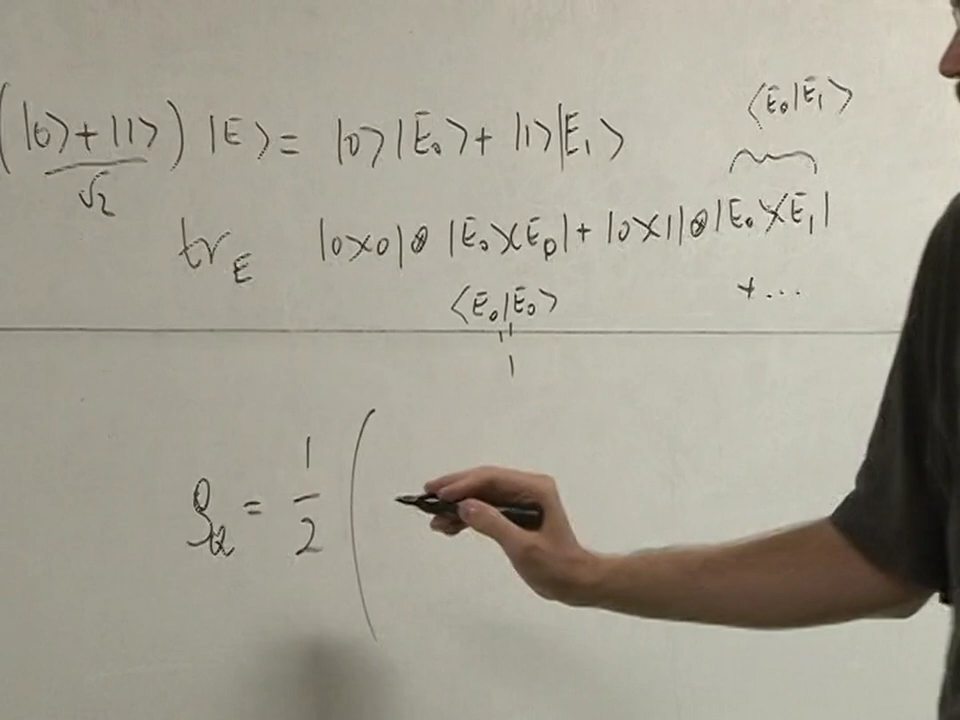 (|0⟩+|1⟩)/√2 |E⟩ = |0⟩|E₀⟩ + |1⟩|E₁⟩
⟨E₀|E₁⟩
tr_E |0⟩⟨0| ⊗ |E₀⟩⟨E₀| + |0⟩⟨1| ⊗ |E₀⟩⟨E₁|
⟨E₀|E₀⟩ + ...
||
1
ρ_Q = 1/2 (